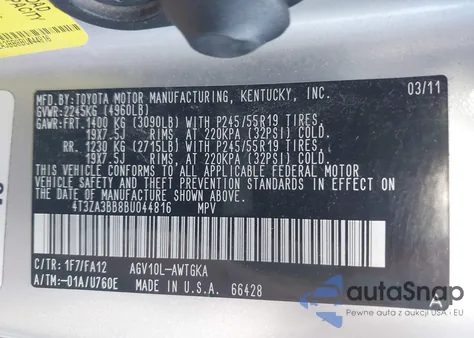 MFD.BY: TOYOTA MOTOR MANUFACTURING, KENTUCKY, INC. 03/11
GVWR: 2245KG (4960LB)
GAWR: FRT. 1400 KG (3090LB) WITH P245/55R19 TIRES,
19X7.5J RIMS, AT 220KPA (32PSI) COLD.
RR. 1230 KG (2715LB) WITH P245/55R19 TIRES,
19X7.5J RIMS, AT 220KPA (32PSI) COLD.
THIS VEHICLE CONFORMS TO ALL APPLICABLE FEDERAL MOTOR
VEHICLE SAFETY AND THEFT PREVENTION STANDARDS IN EFFECT
ON THE DATE OF MANUFACTURE SHOWN ABOVE.
4T3ZA3BB8BU044816 MPV
C/TR: 1F7/FA12 AGV10L-AWTGKA
A/TM:-01A/U760E MADE IN U.S.A. 66428 A
autoSnap
Pewne auto z USA